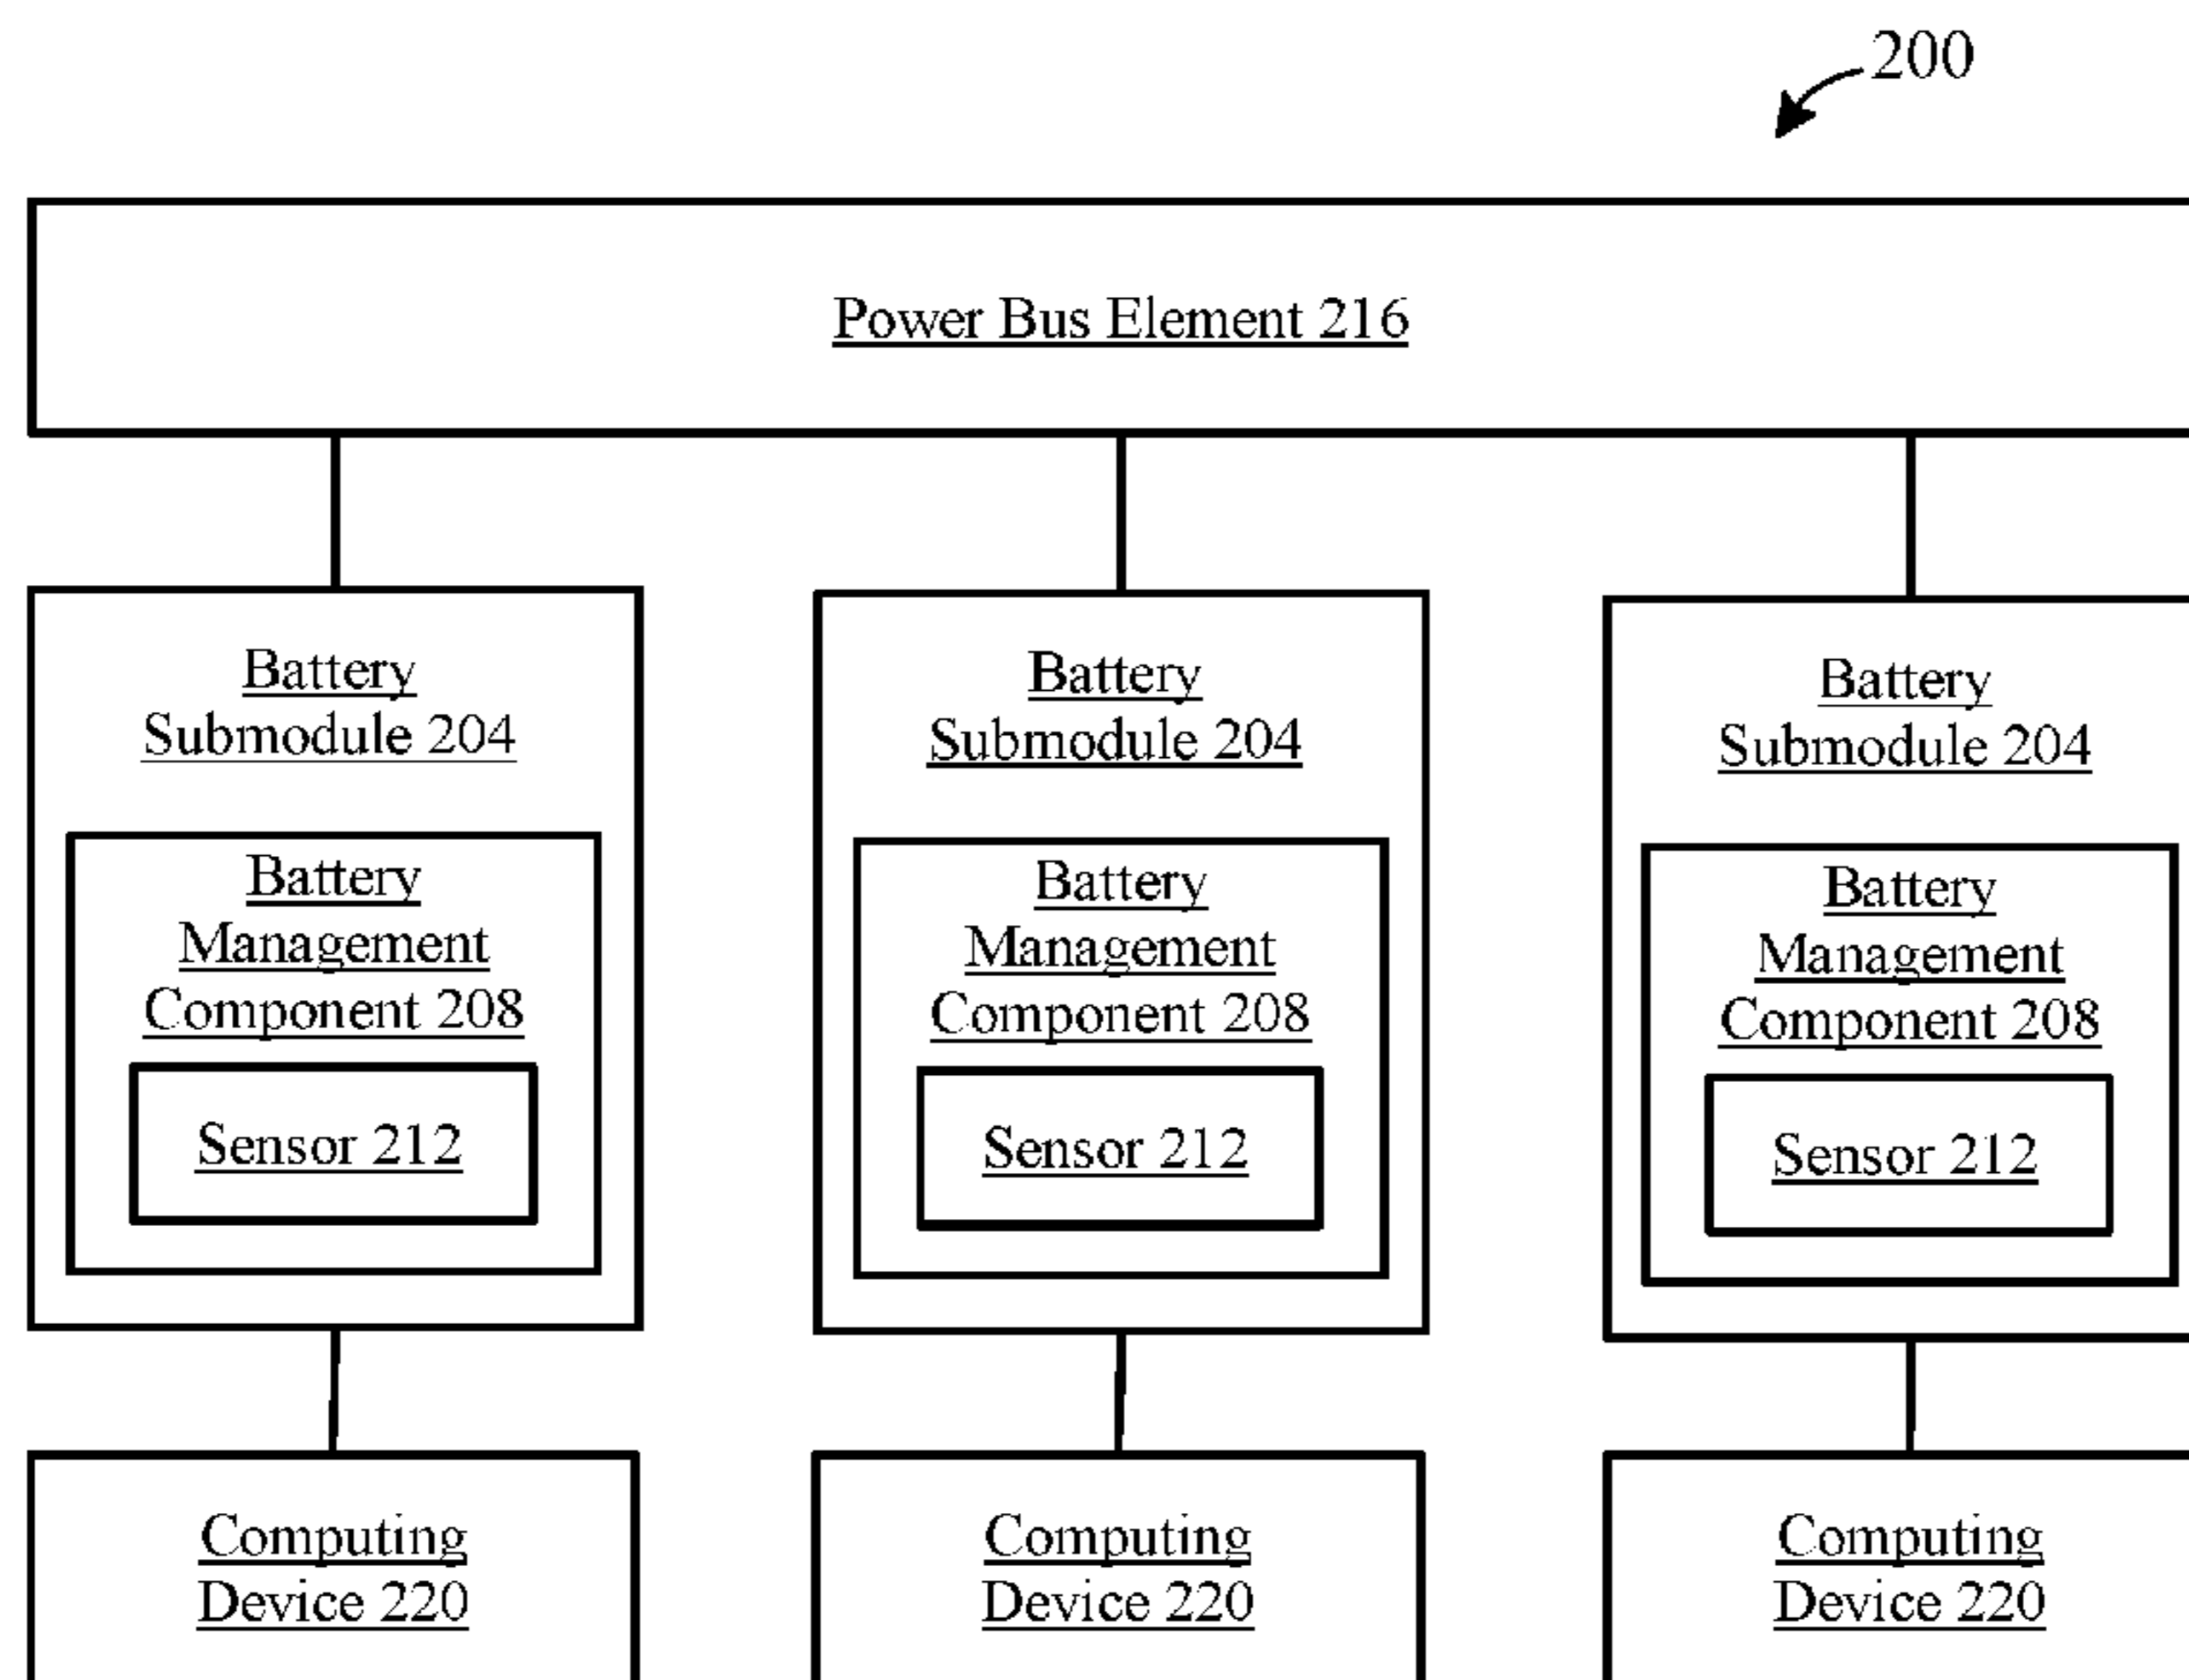 200
Power Bus Element 216
Battery
Submodule 204
Battery
Management
Component 208
Sensor 212
Computing
Device 220
Battery
Submodule 204
Battery
Management
Component 208
Sensor 212
Computing
Device 220
Battery
Submodule 204
Battery
Management
Component 208
Sensor 212
Computing
Device 220